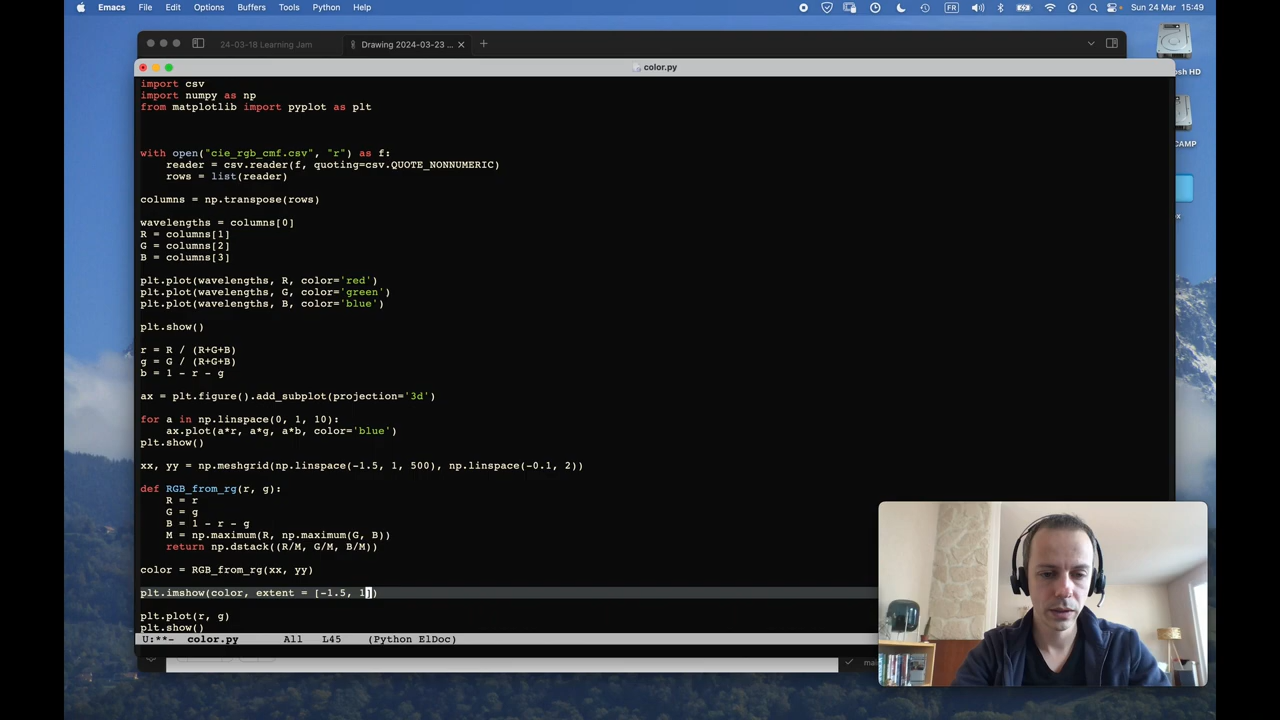 Emacs File Edit Options Buffers Tools Python Help FR Sun 24 Mar 15:49
24-03-18 Learning Jam Drawing 2024-03-23 ...
color.py
osh HD
import csv
import numpy as np
from matplotlib import pyplot as plt
CAMP
with open("cie_rgb_cmf.csv", "r") as f:
    reader = csv.reader(f, quoting=csv.QUOTE_NONNUMERIC)
    rows = list(reader)
columns = np.transpose(rows)
wavelengths = columns[0]
R = columns[1]
G = columns[2]
B = columns[3]
plt.plot(wavelengths, R, color='red')
plt.plot(wavelengths, G, color='green')
plt.plot(wavelengths, B, color='blue')
plt.show()
r = R / (R+G+B)
g = G / (R+G+B)
b = 1 - r - g
ax = plt.figure().add_subplot(projection='3d')
for a in np.linspace(0, 1, 10):
    ax.plot(a*r, a*g, a*b, color='blue')
plt.show()
xx, yy = np.meshgrid(np.linspace(-1.5, 1, 500), np.linspace(-0.1, 2))
def RGB_from_rg(r, g):
    R = r
    G = g
    B = 1 - r - g
    M = np.maximum(R, np.maximum(G, B))
    return np.dstack((R/M, G/M, B/M))
color = RGB_from_rg(xx, yy)
plt.imshow(color, extent = [-1.5, 1])
plt.plot(r, g)
plt.show()
U:**- color.py All L45 (Python ElDoc)